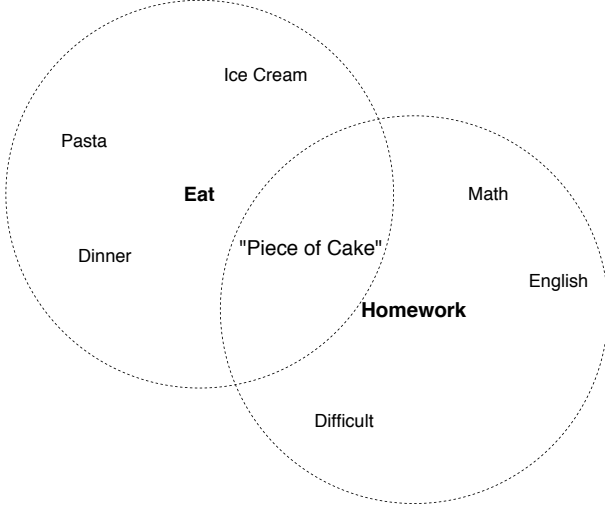 Ice Cream
Pasta
Eat
Math
"Piece of Cake"
Dinner
English
Homework
Difficult